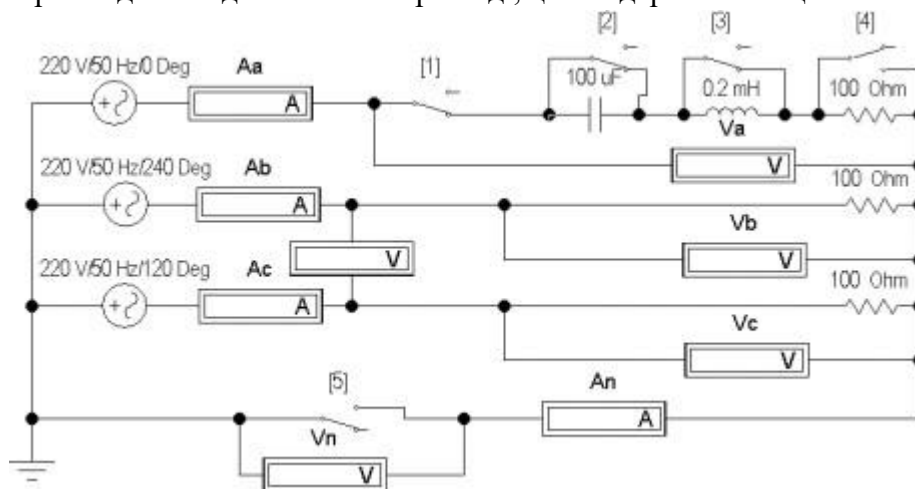 [2]
[3]
[4]
220 V/50 Hz/0 Deg
Aa
[1]
100 uF
0.2 mH
100 Ohm
A
Va
V
220 V/50 Hz/240 Deg
Ab
100 Ohm
A
Vb
V
V
220 V/50 Hz/120 Deg
Ac
100 Ohm
A
Vc
V
[5]
An
A
Vn
V